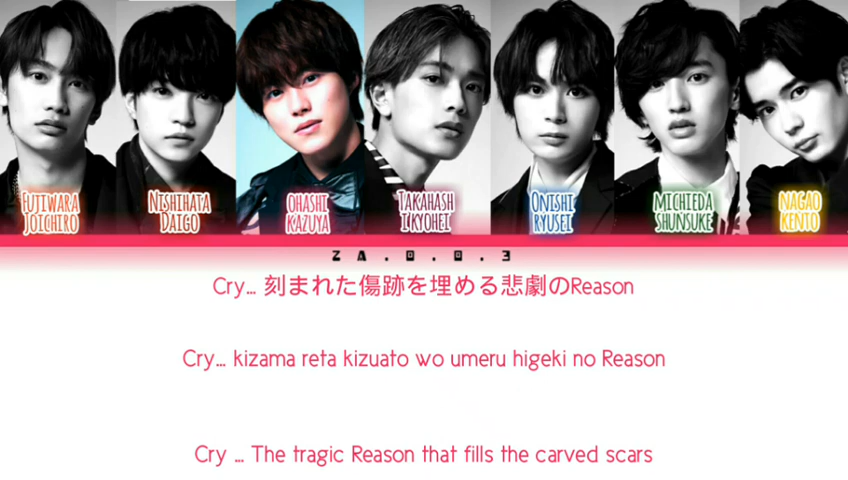 FUJIWARA
JOICHIRO
NISHIHATA
DAIGO
OHASHI
KAZUYA
TAKAHASH
I KYOHEI
ONISHI
RYUSEI
MICHIEDA
SHUNSUKE
NAGAO
KENTO
ZA.0.0.3
Cry... 刻まれた傷跡を埋める悲劇のReason
Cry... kizama reta kizuato wo umeru higeki no Reason
Cry ... The tragic Reason that fills the carved scars